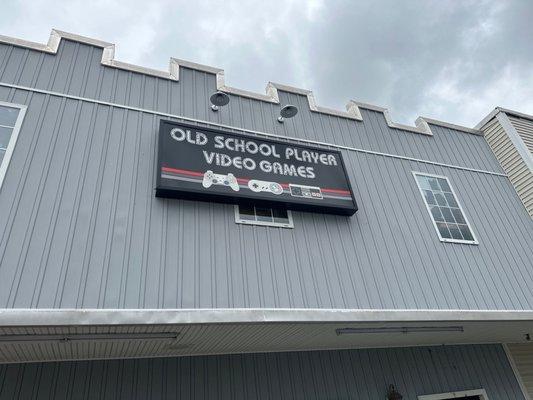 OLD SCHOOL PLAYER
VIDEO GAMES